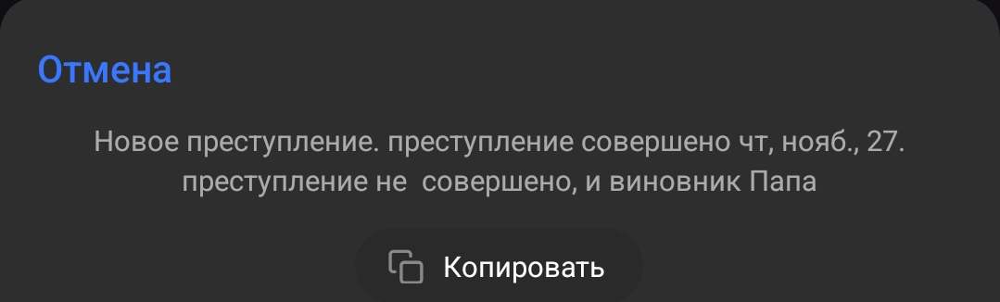 Отмена
Новое преступление. преступление совершено чт, нояб., 27.
преступление не  совершено, и виновник Папа
Копировать